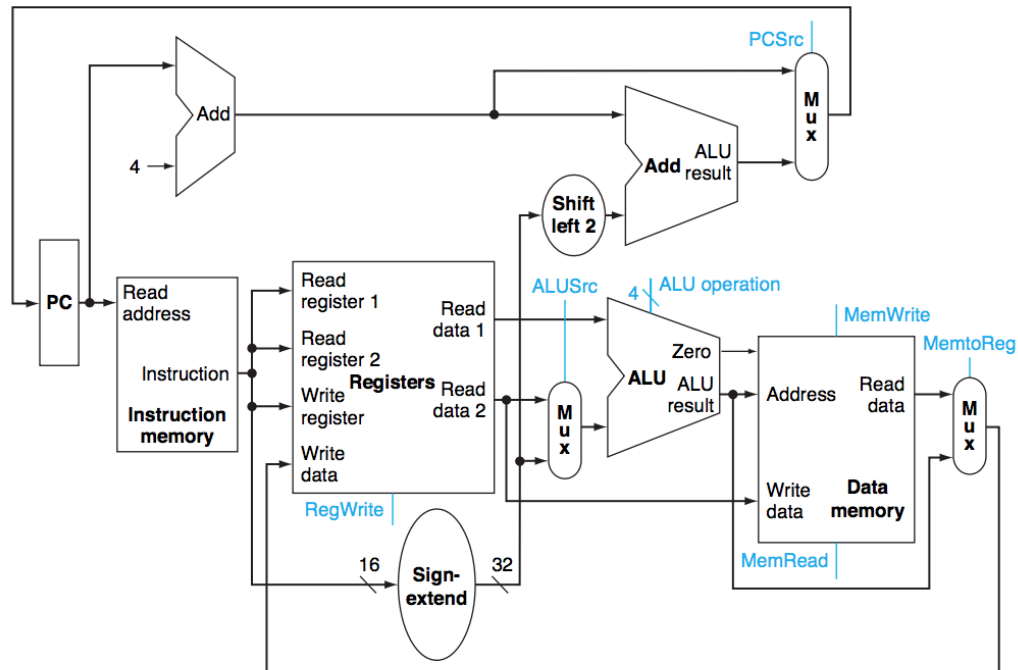 PCSrc
M
u
x
Add
4
Add
ALU
result
Shift
left 2
PC
Read
address
Instruction
Instruction
memory
Read
register 1
Read
register 2
Write
register
Write
data
Registers
Read
data 1
Read
data 2
RegWrite
16
Sign-
extend
32
ALUSrc
M
u
x
4
ALU operation
Zero
ALU
ALU
result
MemWrite
Address
Read
data
Write
data
Data
memory
MemRead
MemtoReg
M
u
x